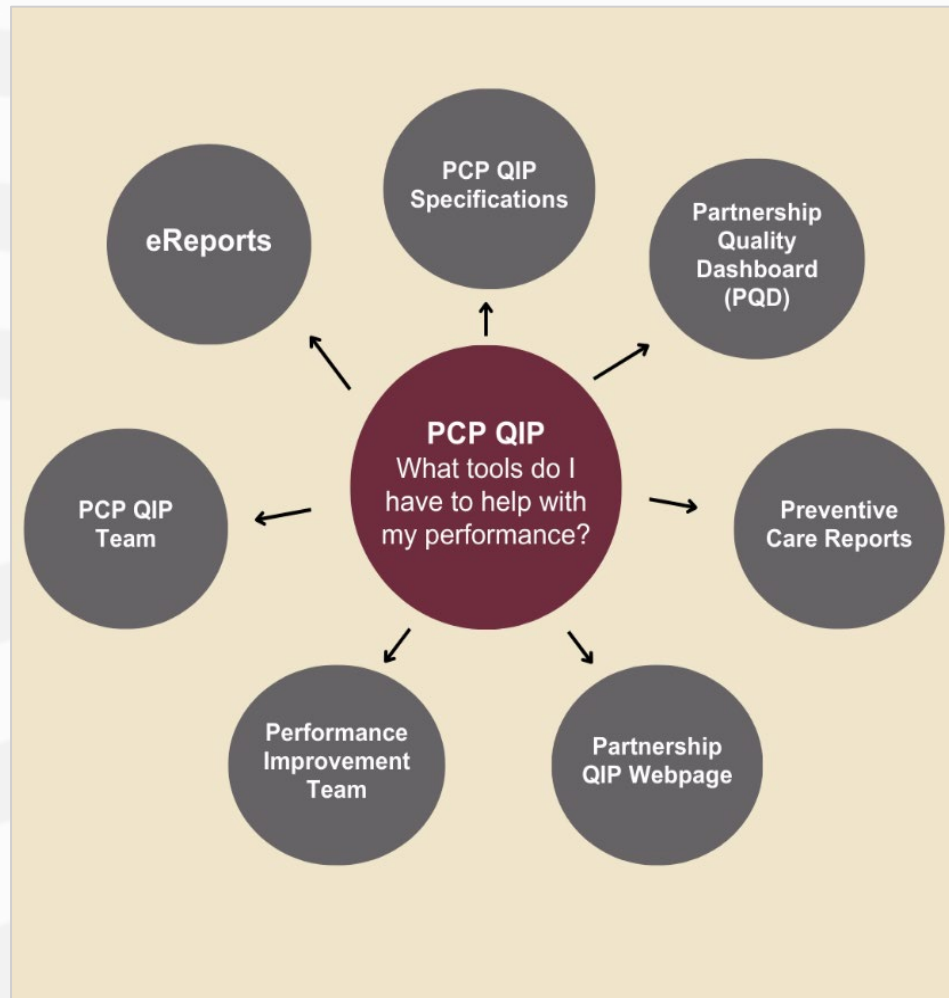 PCP QIP
Specifications
eReports
Partnership
Quality
Dashboard
(PQD)
PCP QIP
What tools do I
have to help with
my performance?
PCP QIP
Team
Preventive
Care Reports
Performance
Improvement
Team
Partnership
QIP Webpage